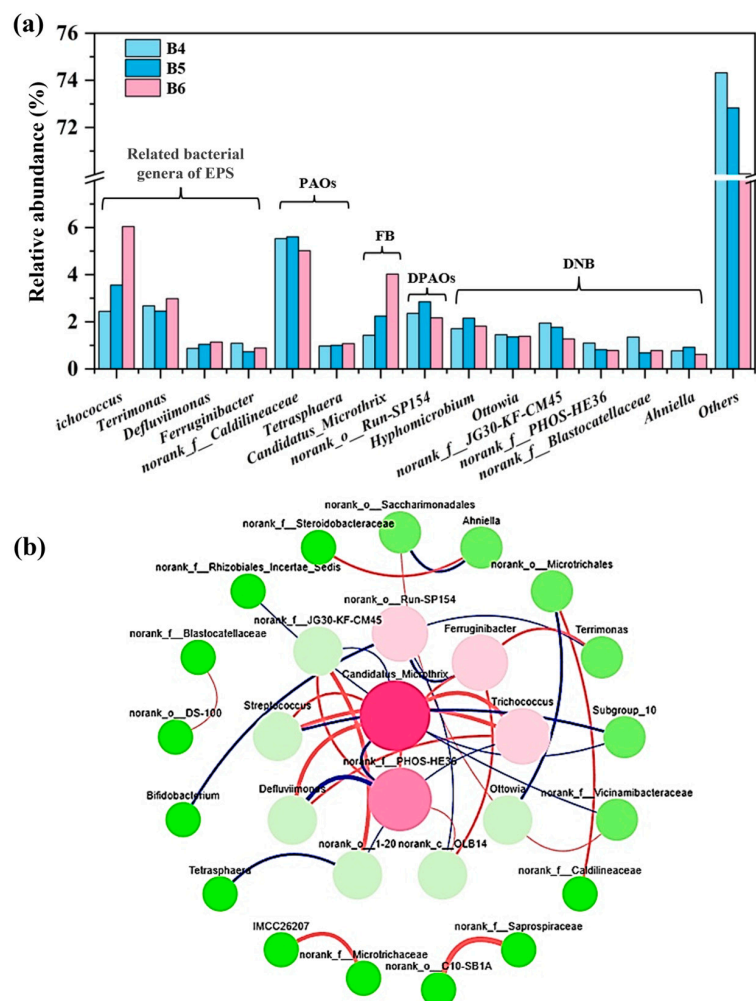 (a)
76
74
72
6
4
2
0
Relative abundance (%)
B4
B5
B6
Related bacterial
genera of EPS
PAOs
FB
DPAOs
DNB
ichococcus
Terrimonas
Defluviimonas
Ferruginibacter
norank_f__Caldilineaceae
Tetrasphaera
Candidatus_Microthrix
norank_o__Run-SP154
Hyphomicrobium
Ottowia
norank_f__JG30-KF-CM45
norank_f__PHOS-HE36
norank_f__Blastocatellaceae
Ahniella
Others
(b)
norank_o__Saccharimonadales
norank_f__Steroidobacteraceae
Ahniella
norank_f__Rhizobiales_Incertae_Sedis
norank_o__Microtrichales
norank_o__Run-SP154
norank_f__JG30-KF-CM45
Ferruginibacter
Terrimonas
norank_f__Blastocatellaceae
Candidatus_Microthrix
Streptococcus
Trichococcus
Subgroup_10
norank_o__DS-100
norank_f__PHOS-HE36
Defluviimonas
Ottowia
norank_f__Vicinamibacteraceae
Bifidobacterium
norank_o__1-20
norank_c__OLB14
Tetrasphaera
norank_f__Caldilineaceae
IMCC26207
norank_f__Saprospiraceae
norank_f__Microtrichaceae
norank_o__C10-SB1A